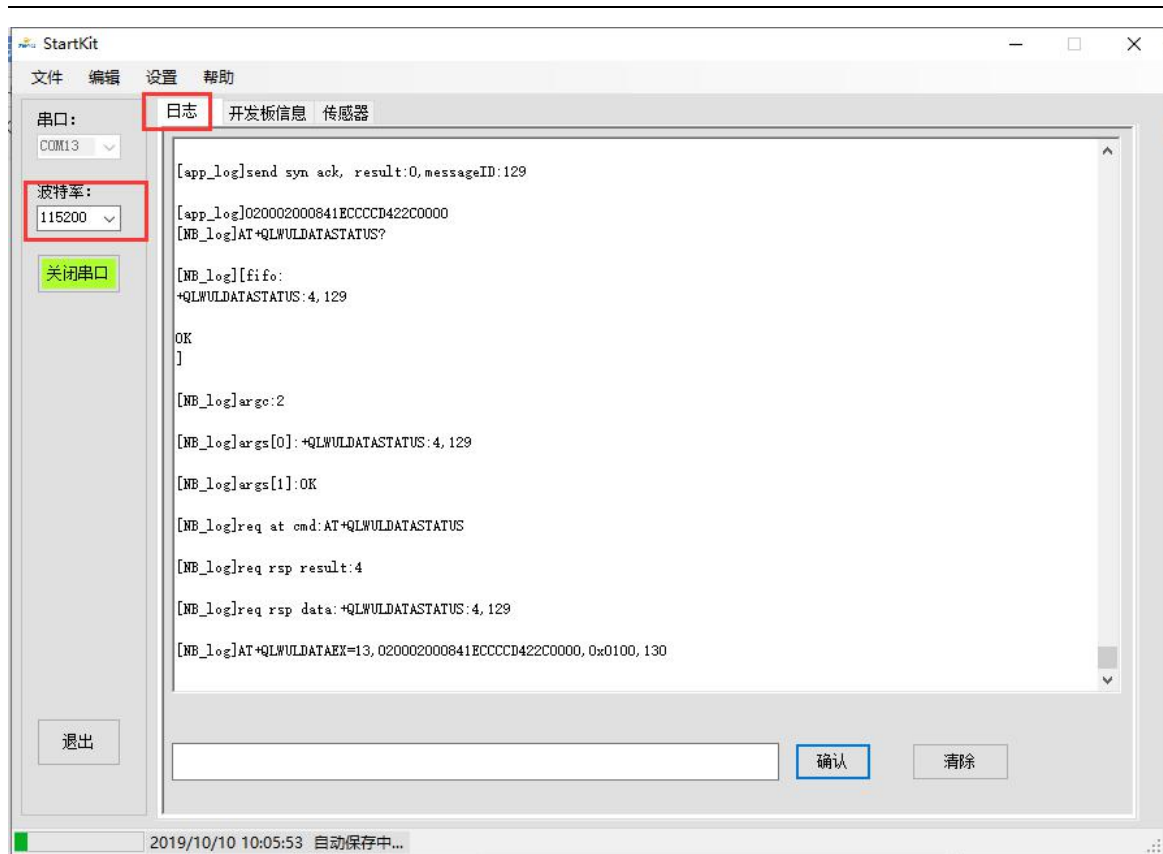 StartKit
文件 编辑 设置 帮助
串口：
COM13
波特率：
115200
关闭串口
退出
日志 开发板信息 传感器
[app_log]send syn ack, result:0,messageID:129
[app_log]020002000841ECCCCD422C0000
[NB_log]AT+QLWULDATASTATUS?
[NB_log][fifo:
+QLWULDATASTATUS:4,129
OK
]
[NB_log]argc:2
[NB_log]args[0]:+QLWULDATASTATUS:4,129
[NB_log]args[1]:OK
[NB_log]req at cmd:AT+QLWULDATASTATUS
[NB_log]req rsp result:4
[NB_log]req rsp data:+QLWULDATASTATUS:4,129
[NB_log]AT+QLWULDATAEX=13,020002000841ECCCCD422C0000,0x0100,130
确认 清除
2019/10/10 10:05:53 自动保存中...